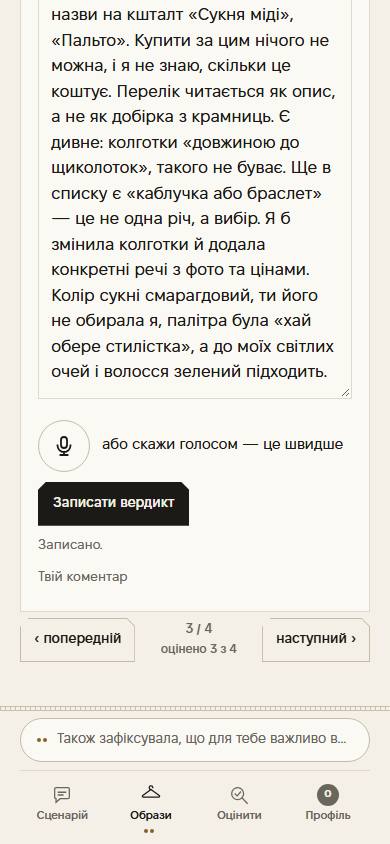 назви на кшталт «Сукня міді»,
«Пальто». Купити за цим нічого не
можна, і я не знаю, скільки це
коштує. Перелік читається як опис,
а не як добірка з крамниць. Є
дивне: колготки «довжиною до
щиколоток», такого не буває. Ще в
списку є «каблучка або браслет»
— це не одна річ, а вибір. Я б
змінила колготки й додала
конкретні речі з фото та цінами.
Колір сукні смарагдовий, ти його
не обирала я, палітра була «хай
обере стилістка», а до моїх світлих
очей і волосся зелений підходить.
або скажи голосом — це швидше
Записати вердикт
Записано.
Твій коментар
‹ попередній
3 / 4
оцінено 3 з 4
наступний ›
Також зафіксувала, що для тебе важливо в...
Сценарій
Образи
Оцінити
0
Профіль